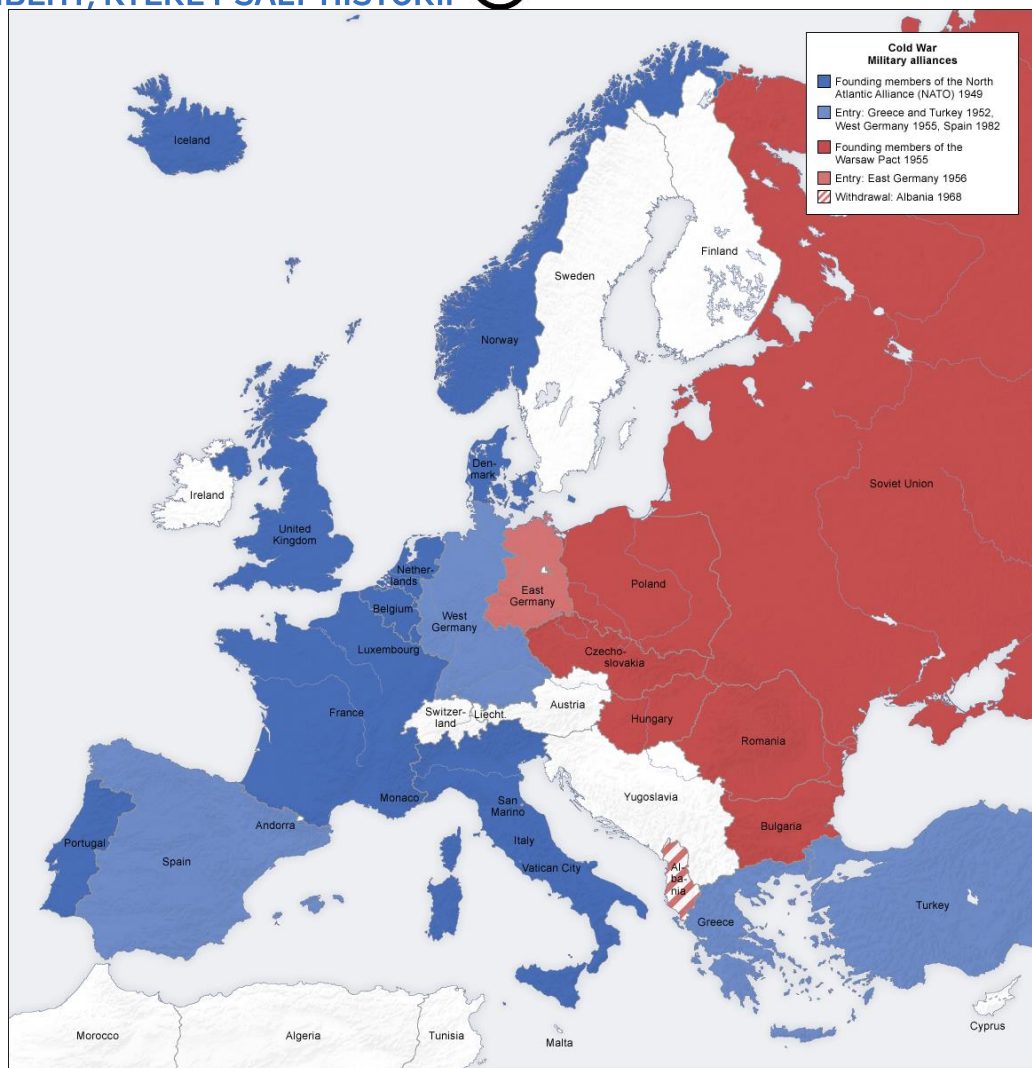 Cold War
Military alliances
Founding members of the North
Atlantic Alliance (NATO) 1949
Entry: Greece and Turkey 1952,
West Germany 1955, Spain 1982
Founding members of the
Warsaw Pact 1955
Entry: East Germany 1956
Withdrawal: Albania 1968
Iceland
Finland
Sweden
Norway
Den-
mark
Soviet Union
Ireland
United
Kingdom
Nether-
lands
Poland
East
Germany
Belgium
West
Germany
Luxembourg
Czecho-
slovakia
Austria
Switzer-
land
Liecht.
France
Hungary
Romania
Monaco
Yugoslavia
San
Marino
Andorra
Bulgaria
Portugal
Italy
Spain
Vatican City
Al-
ba-
nia
Turkey
Greece
Cyprus
Morocco
Algeria
Tunisia
Malta